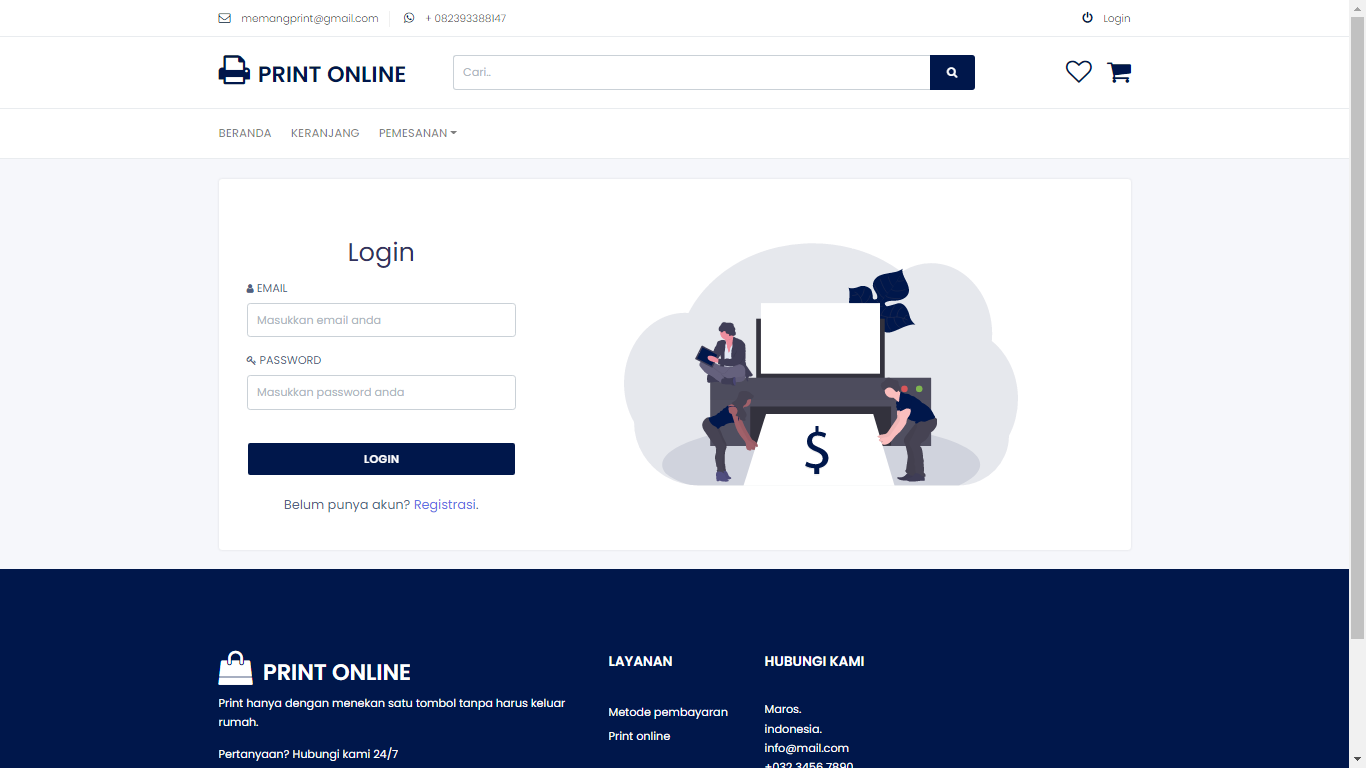 memangprint@gmail.com
+ 082393388147
Login
PRINT ONLINE
Cari..
BERANDA KERANJANG PEMESANAN
Login
EMAIL
Masukkan email anda
PASSWORD
Masukkan password anda
LOGIN
Belum punya akun? Registrasi.
$
PRINT ONLINE
Print hanya dengan menekan satu tombol tanpa harus keluar
rumah.
Pertanyaan? Hubungi kami 24/7
LAYANAN
Metode pembayaran
Print online
HUBUNGI KAMI
Maros.
indonesia.
info@mail.com
+032 3456 7890